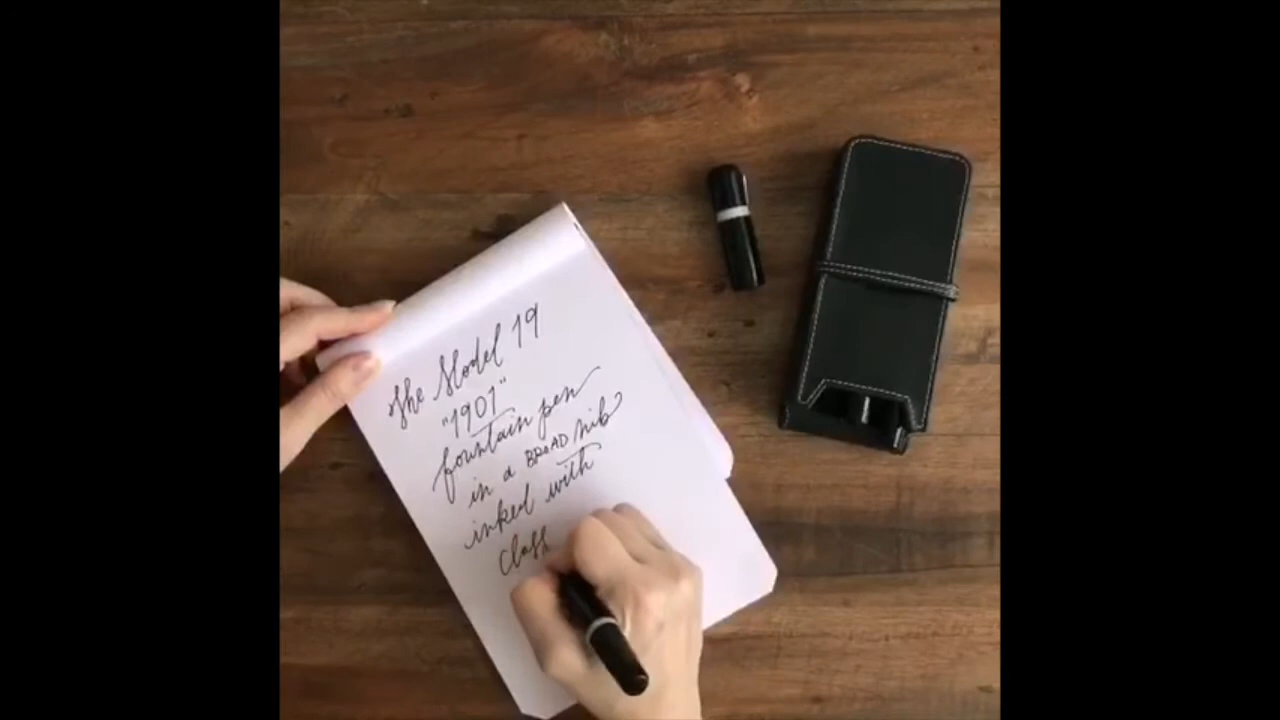 The Model 19
"1901"
fountain pen
in a BROAD nib
inked with
Class